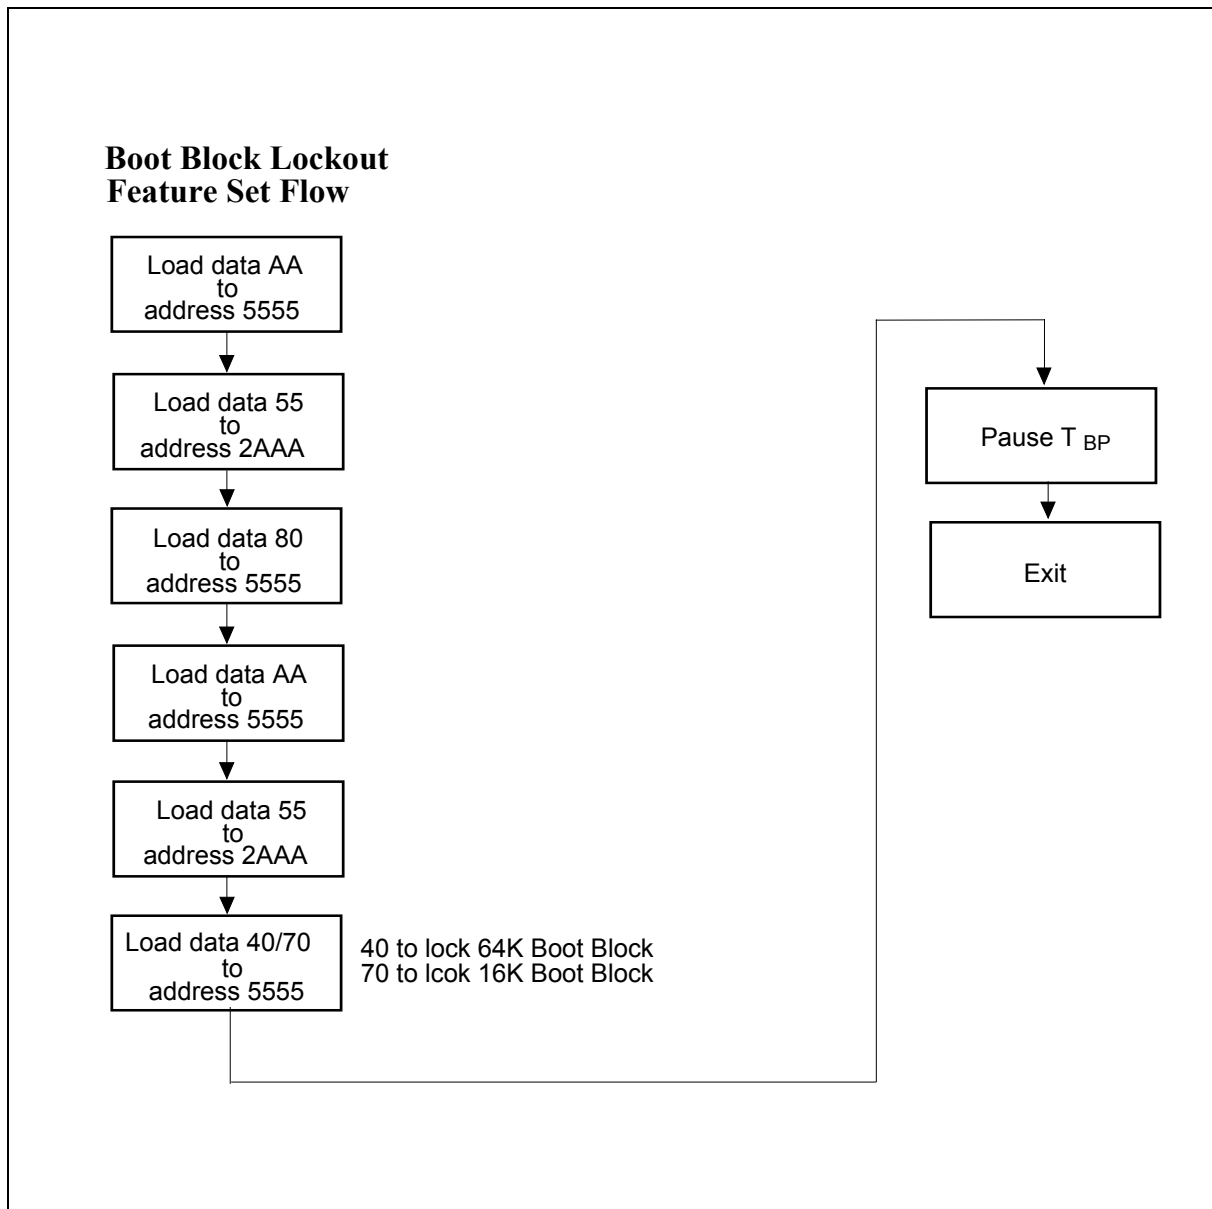 Boot Block Lockout
Feature Set Flow
Load data AA
to
address 5555
Load data 55
to
address 2AAA
Load data 80
to
address 5555
Load data AA
to
address 5555
Load data 55
to
address 2AAA
Load data 40/70
to
address 5555
40 to lock 64K Boot Block
70 to lcok 16K Boot Block
Pause T BP
Exit